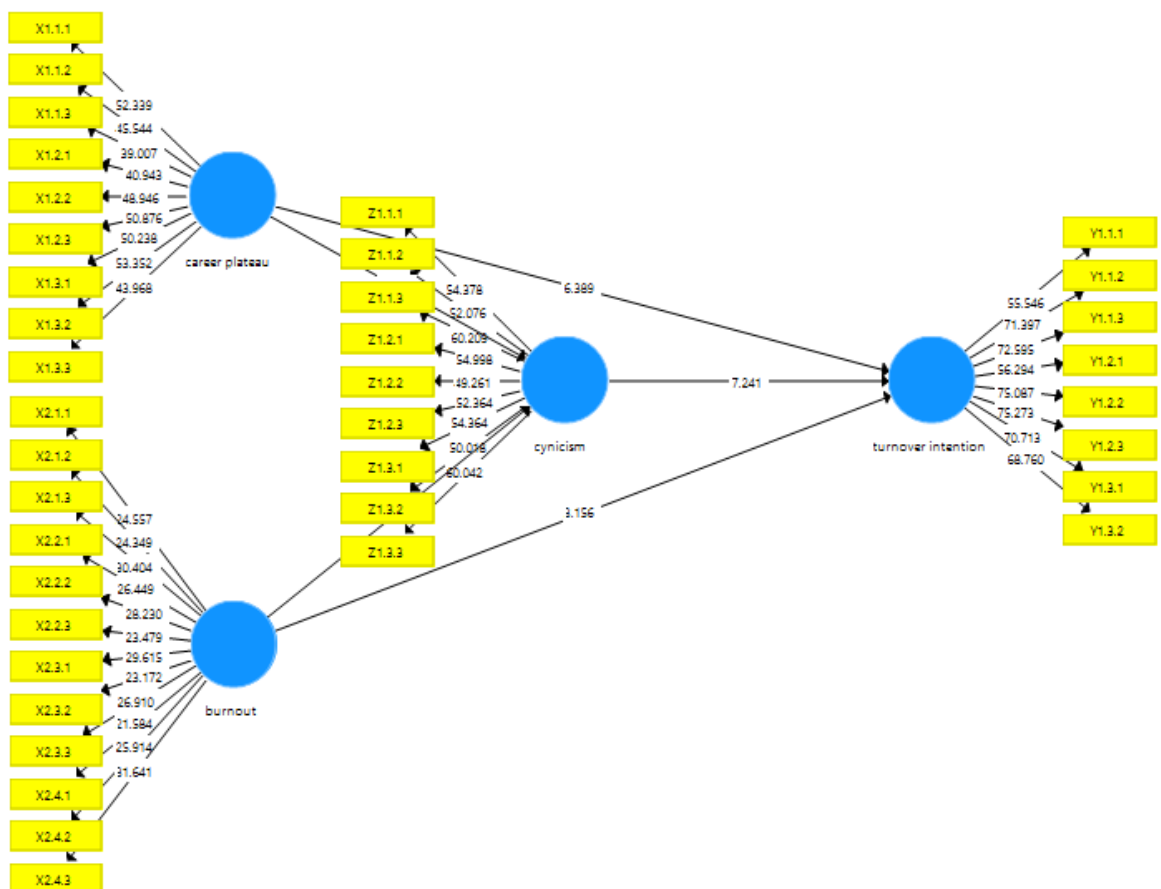 X1.1.1
X1.1.2
X1.1.3
X1.2.1
X1.2.2
X1.2.3
X1.3.1
X1.3.2
X1.3.3
52.339
45.544
39.007
40.943
48.946
50.876
50.238
53.352
43.968
career plateau
X2.1.1
X2.1.2
X2.1.3
X2.2.1
X2.2.2
X2.2.3
X2.3.1
X2.3.2
X2.3.3
X2.4.1
X2.4.2
X2.4.3
24.557
24.349
30.404
26.449
28.230
23.479
29.615
23.172
26.910
21.584
25.914
31.641
burnout
Z1.1.1
Z1.1.2
Z1.1.3
Z1.2.1
Z1.2.2
Z1.2.3
Z1.3.1
Z1.3.2
Z1.3.3
54.378
52.076
60.209
54.998
49.261
52.364
54.364
50.018
60.042
cynicism
6.389
7.241
3.156
turnover intention
55.546
71.397
72.595
56.294
75.087
75.273
70.713
68.760
Y1.1.1
Y1.1.2
Y1.1.3
Y1.2.1
Y1.2.2
Y1.2.3
Y1.3.1
Y1.3.2